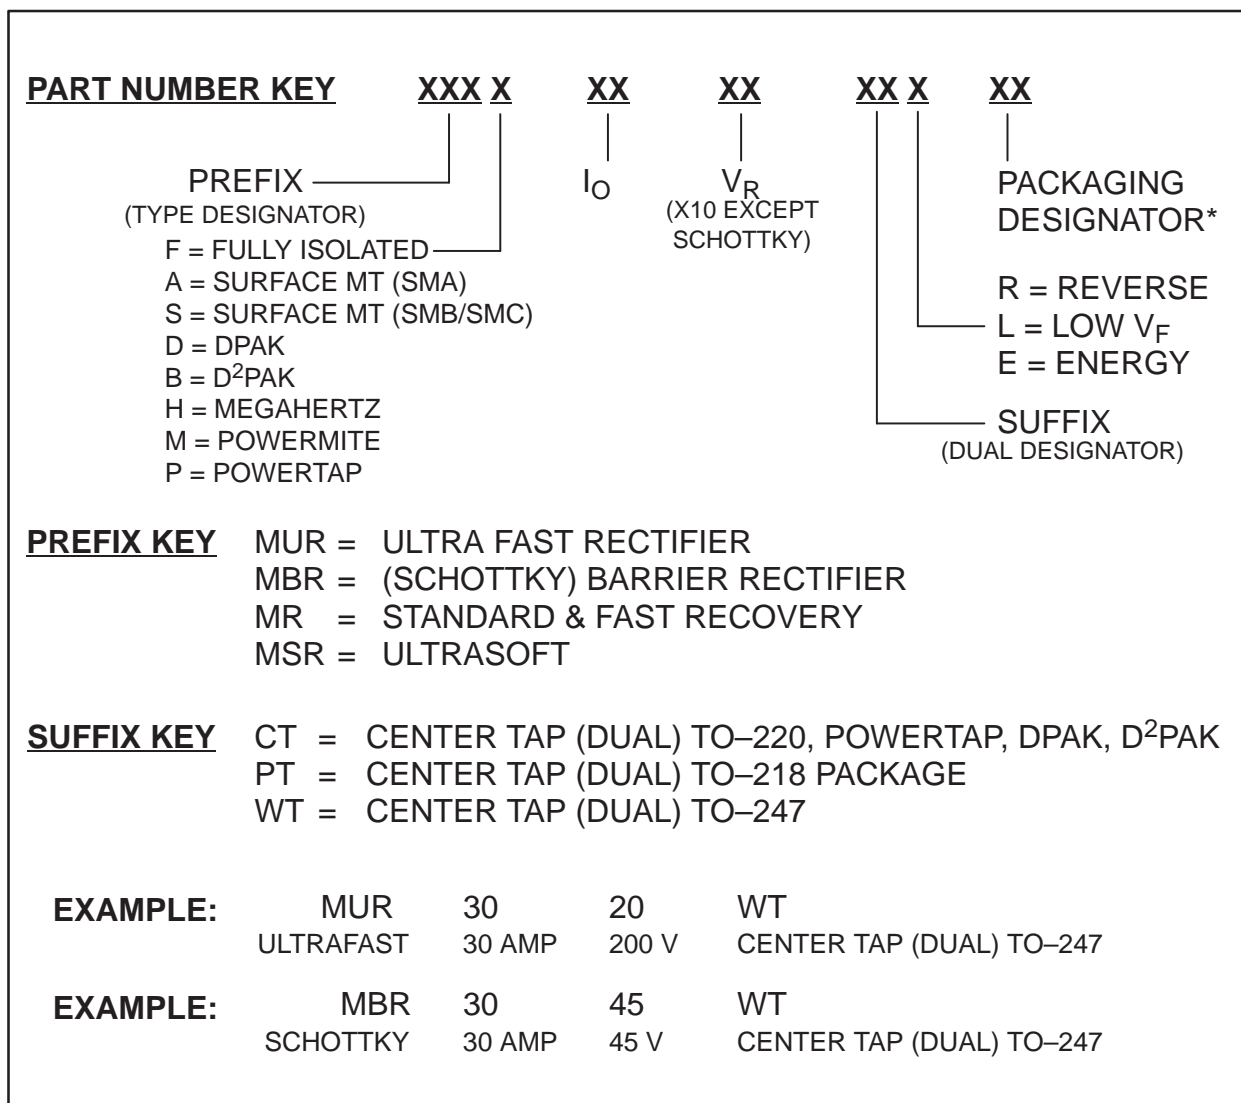 PART NUMBER KEY XXX X XX XX XX X XX
PREFIX IO VR PACKAGING
(TYPE DESIGNATOR) (X10 EXCEPT DESIGNATOR*
F = FULLY ISOLATED SCHOTTKY)
A = SURFACE MT (SMA) R = REVERSE
S = SURFACE MT (SMB/SMC) L = LOW VF
D = DPAK E = ENERGY
B = D²PAK
H = MEGAHERTZ SUFFIX
M = POWERMITE (DUAL DESIGNATOR)
P = POWERTAP
PREFIX KEY MUR = ULTRA FAST RECTIFIER
MBR = (SCHOTTKY) BARRIER RECTIFIER
MR = STANDARD & FAST RECOVERY
MSR = ULTRASOFT
SUFFIX KEY CT = CENTER TAP (DUAL) TO–220, POWERTAP, DPAK, D²PAK
PT = CENTER TAP (DUAL) TO–218 PACKAGE
WT = CENTER TAP (DUAL) TO–247
EXAMPLE: MUR 30 20 WT
ULTRAFAST 30 AMP 200 V CENTER TAP (DUAL) TO–247
EXAMPLE: MBR 30 45 WT
SCHOTTKY 30 AMP 45 V CENTER TAP (DUAL) TO–247